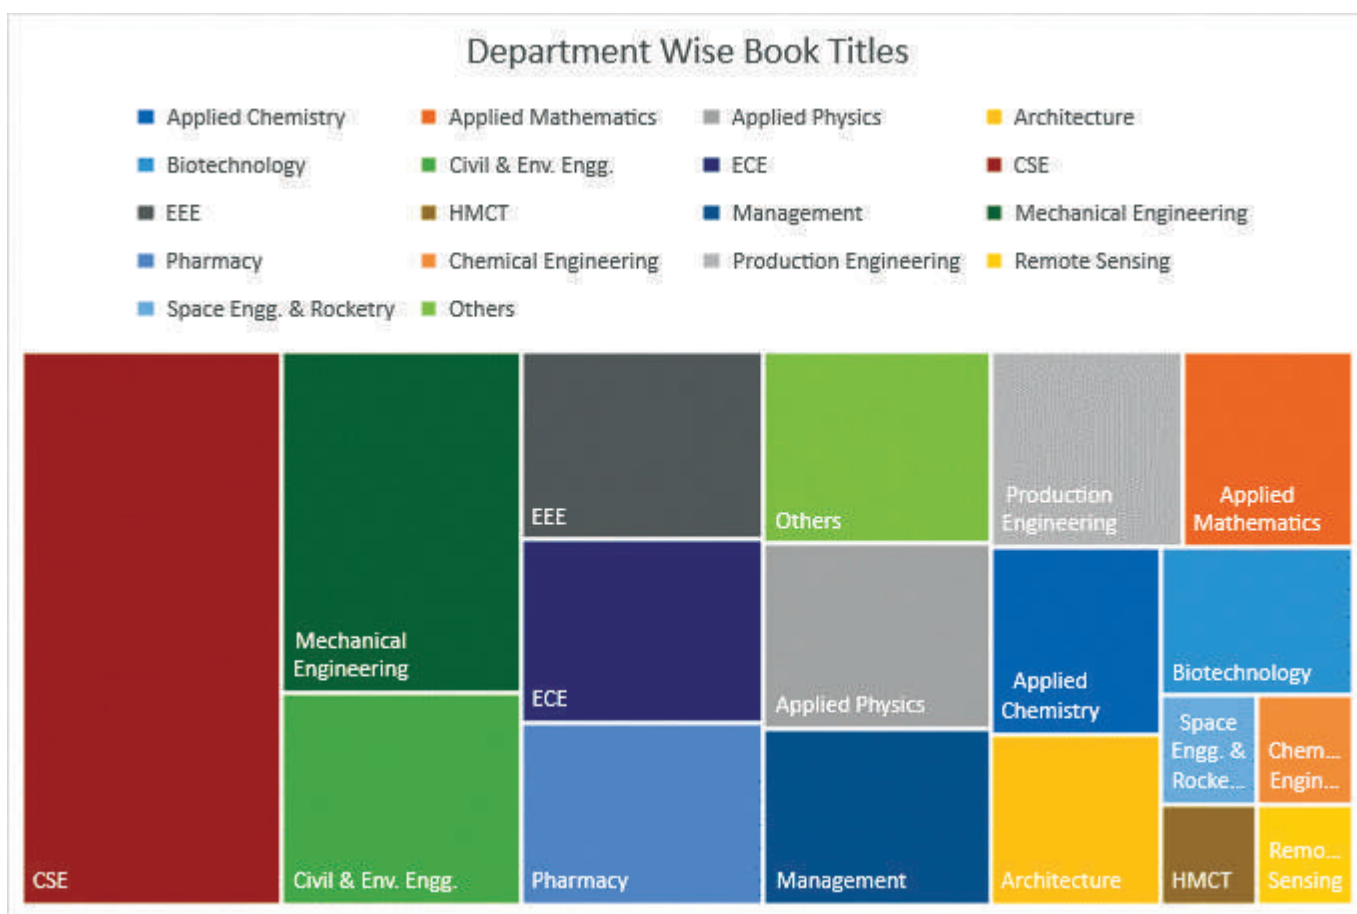 Department Wise Book Titles
Applied Chemistry Applied Mathematics Applied Physics Architecture
Biotechnology Civil & Env. Engg. ECE CSE
EEE HMCT Management Mechanical Engineering
Pharmacy Chemical Engineering Production Engineering Remote Sensing
Space Engg. & Rocketry Others
CSE
Mechanical
Engineering
Civil & Env. Engg.
EEE
ECE
Pharmacy
Others
Applied Physics
Management
Production
Engineering
Applied
Mathematics
Applied
Chemistry
Architecture
Biotechnology
Space
Engg. &
Rocke...
Chem...
Engin...
HMCT
Remo...
Sensing